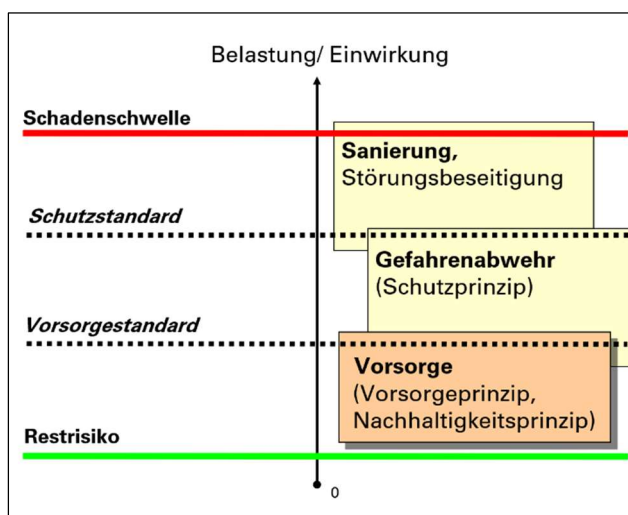 Belastung/ Einwirkung
Schadenschwelle
Sanierung,
Störungsbeseitigung
Schutzstandard
Gefahrenabwehr
(Schutzprinzip)
Vorsorgestandard
Vorsorge
(Vorsorgeprinzip,
Nachhaltigkeitsprinzip)
Restrisiko
0